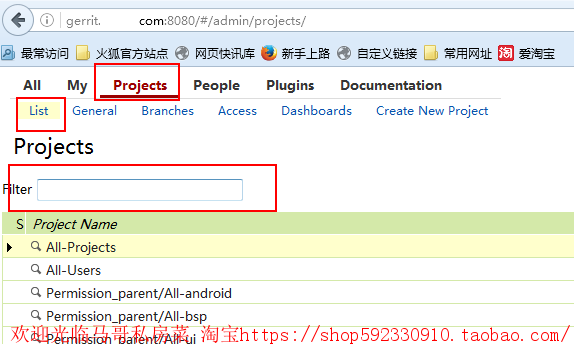 gerrit. com:8080/#/admin/projects/
最常访问 火狐官方站点 网页快讯库 新手上路 自定义链接 常用网址 爱淘宝
All My Projects People Plugins Documentation
List General Branches Access Dashboards Create New Project
Projects
Filter
S Project Name
All-Projects
All-Users
Permission_parent/All-android
Permission_parent/All-bsp
Permission_parent/All-ui
欢迎光临马哥私房菜 淘宝https://shop592330910.taobao.com/